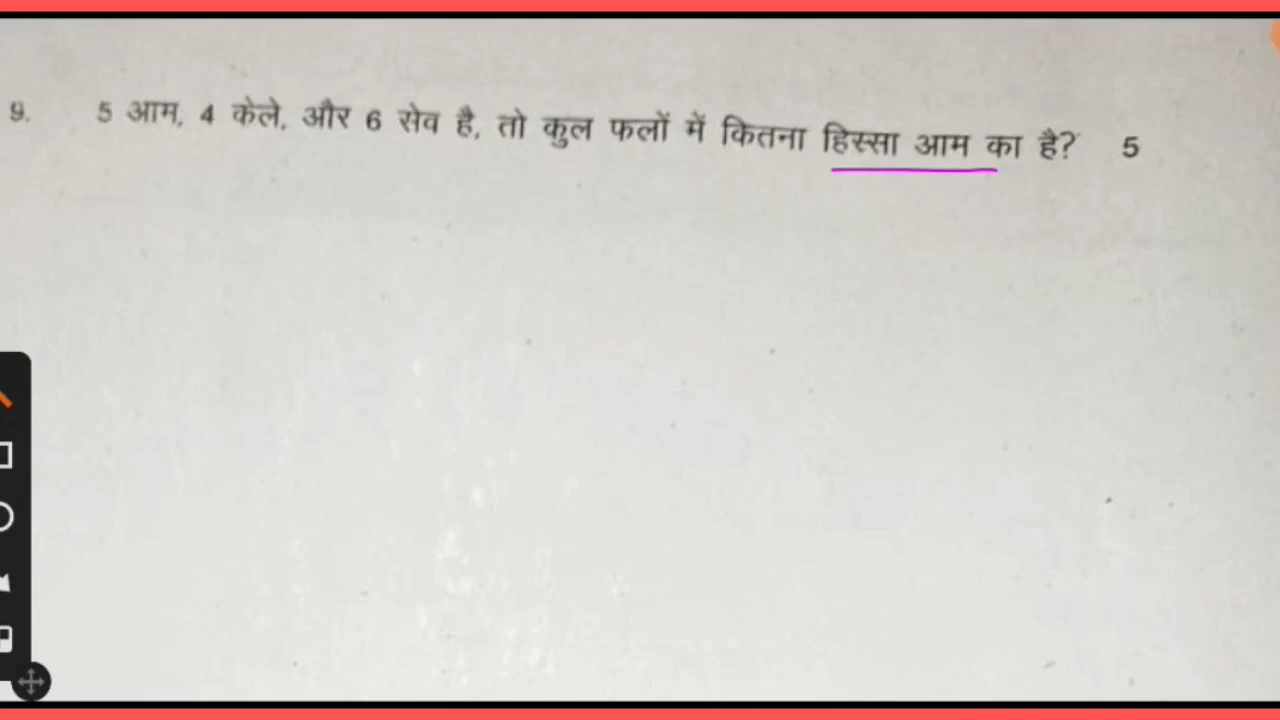 9. 5 आम, 4 केले, और 6 सेव है, तो कुल फलों में कितना हिस्सा आम का है? 5